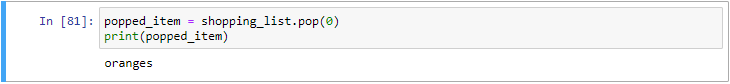 In [81]: popped_item = shopping_list.pop(0)
print(popped_item)
oranges